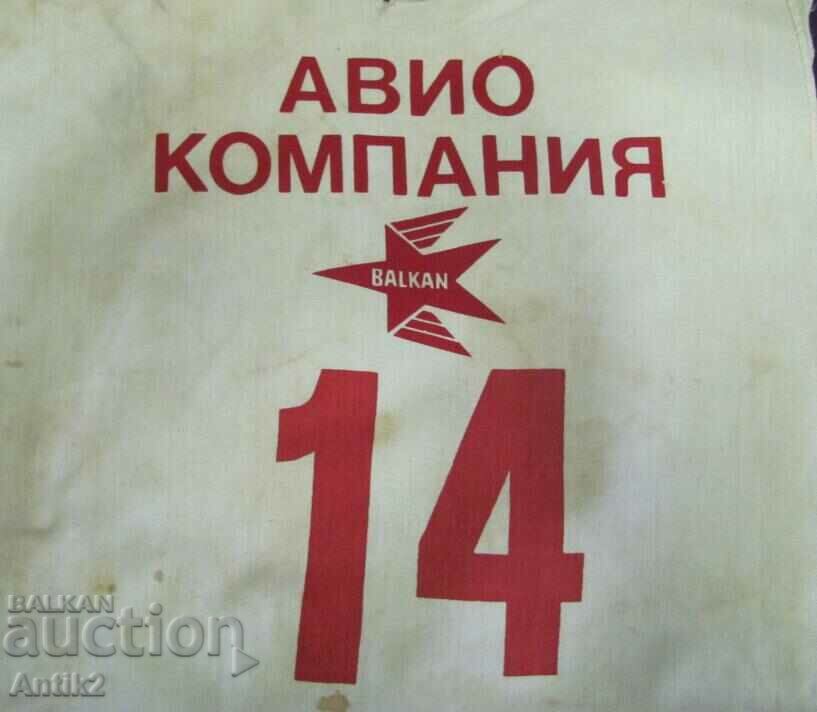 АВИО
КОМПАНИЯ
BALKAN
14
BALKAN
auction
Antik2